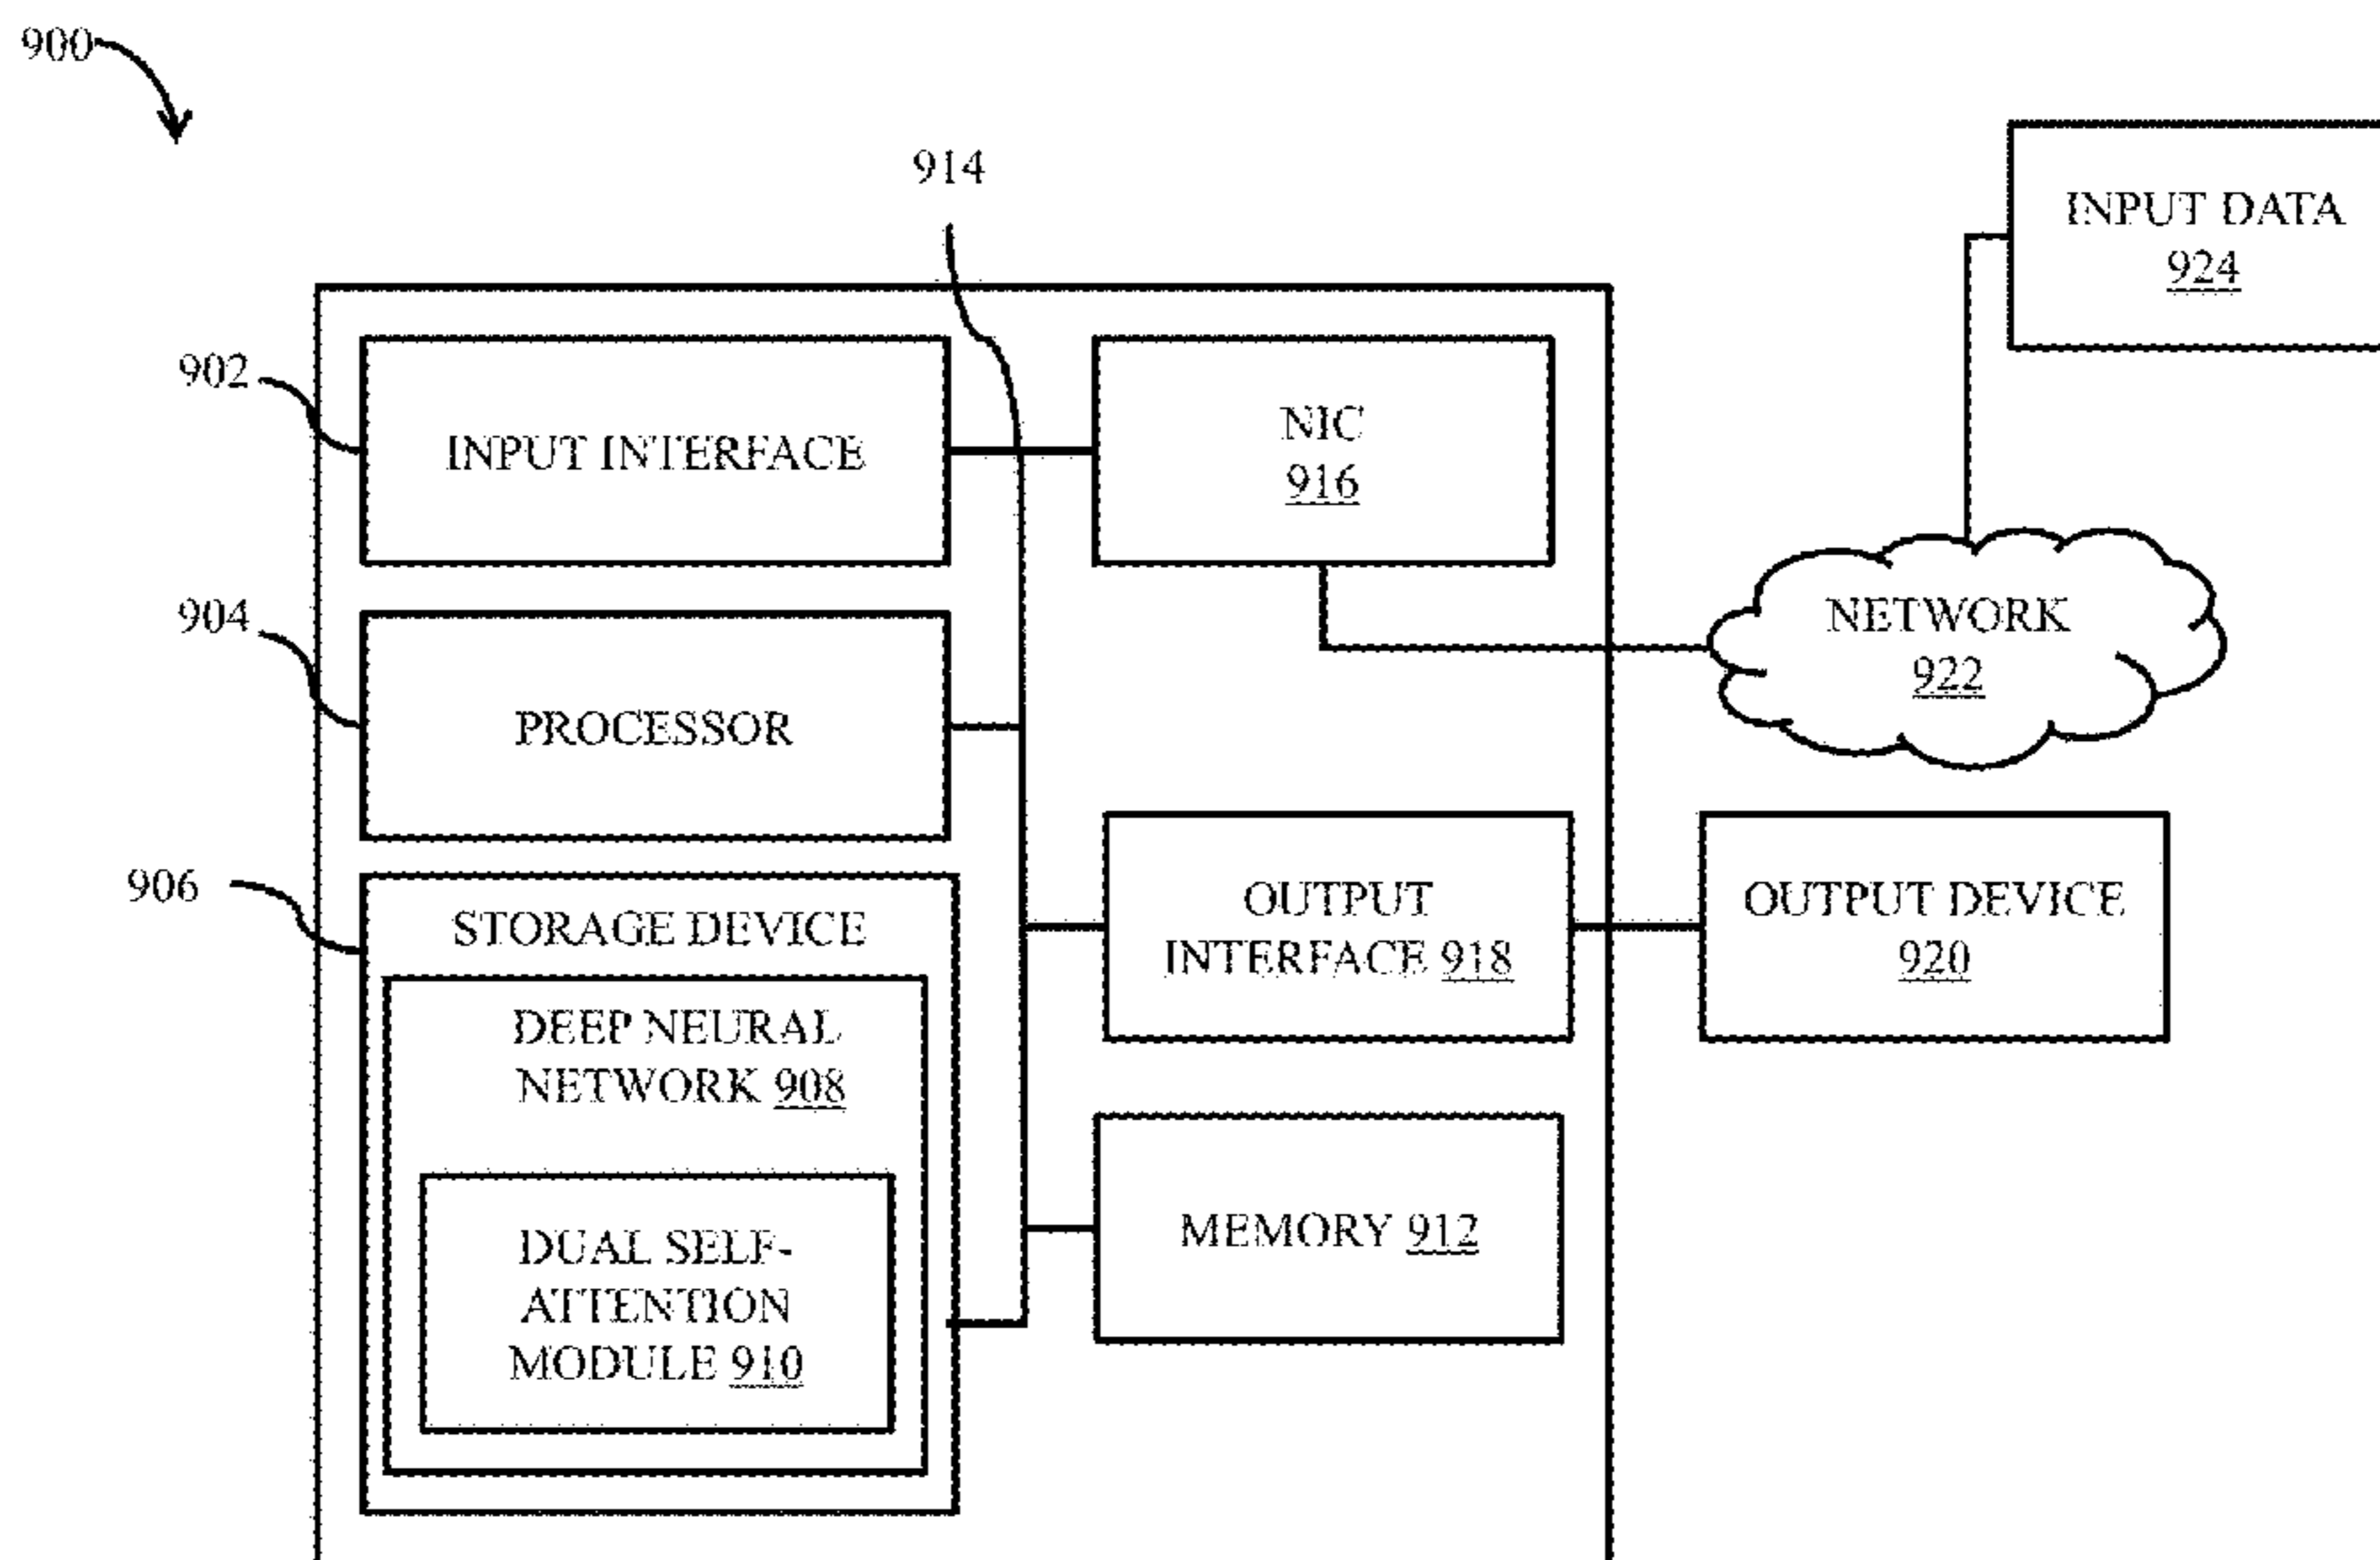 900
914
INPUT DATA
924
902
INPUT INTERFACE
NIC
916
904
PROCESSOR
NETWORK
922
906
STORAGE DEVICE
DEEP NEURAL
NETWORK 908
DUAL SELF-
ATTENTION
MODULE 910
OUTPUT
INTERFACE 918
OUTPUT DEVICE
920
MEMORY 912